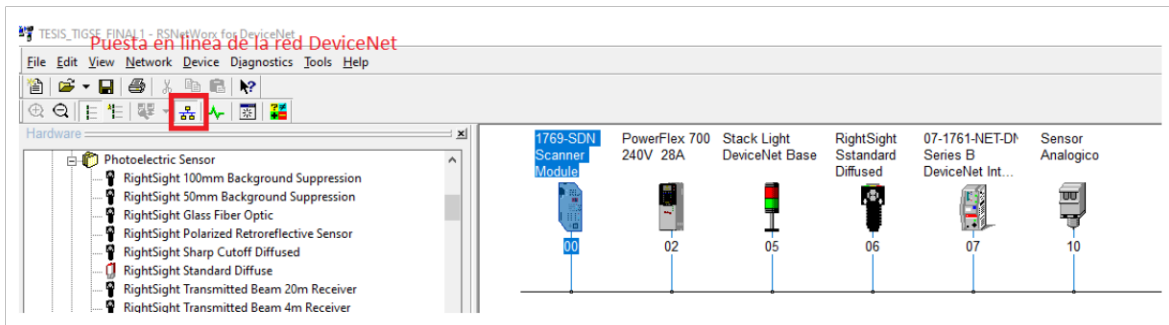 TESIS_TIGSE_FINAL1 - RSNetWorx for DeviceNet
Puesta en linea de la red DeviceNet
File Edit View Network Device Diagnostics Tools Help
Hardware
Photoelectric Sensor
RightSight 100mm Background Suppression
RightSight 50mm Background Suppression
RightSight Glass Fiber Optic
RightSight Polarized Retroreflective Sensor
RightSight Sharp Cutoff Diffused
RightSight Standard Diffuse
RightSight Transmitted Beam 20m Receiver
RightSight Transmitted Beam 4m Receiver
1769-SDN
Scanner
Module
00
PowerFlex 700
240V 28A
02
Stack Light
DeviceNet Base
05
RightSight
Sstandard
Diffused
06
07-1761-NET-DN
Series B
DeviceNet Int...
07
Sensor
Analogico
10